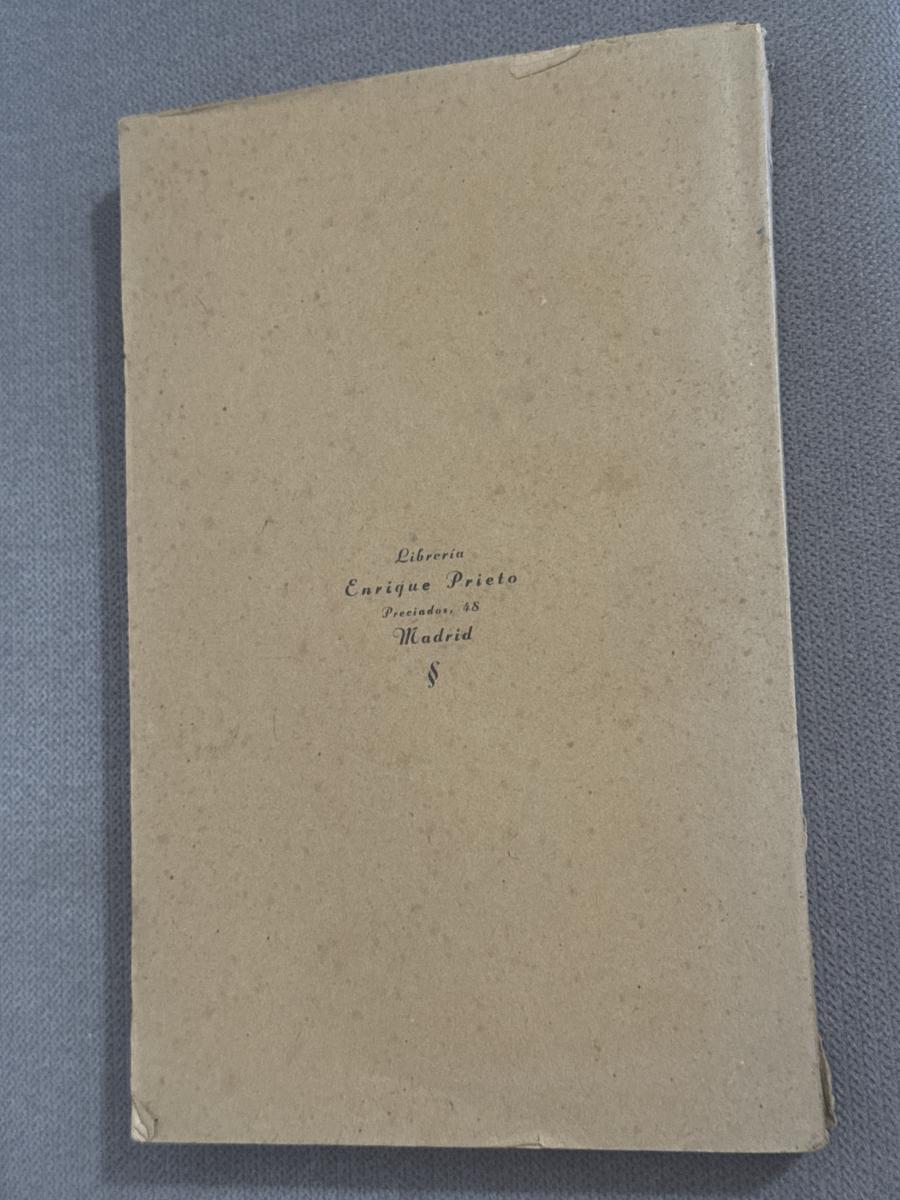 Librería
Enrique Prieto
Preciados, 48
Madrid
§